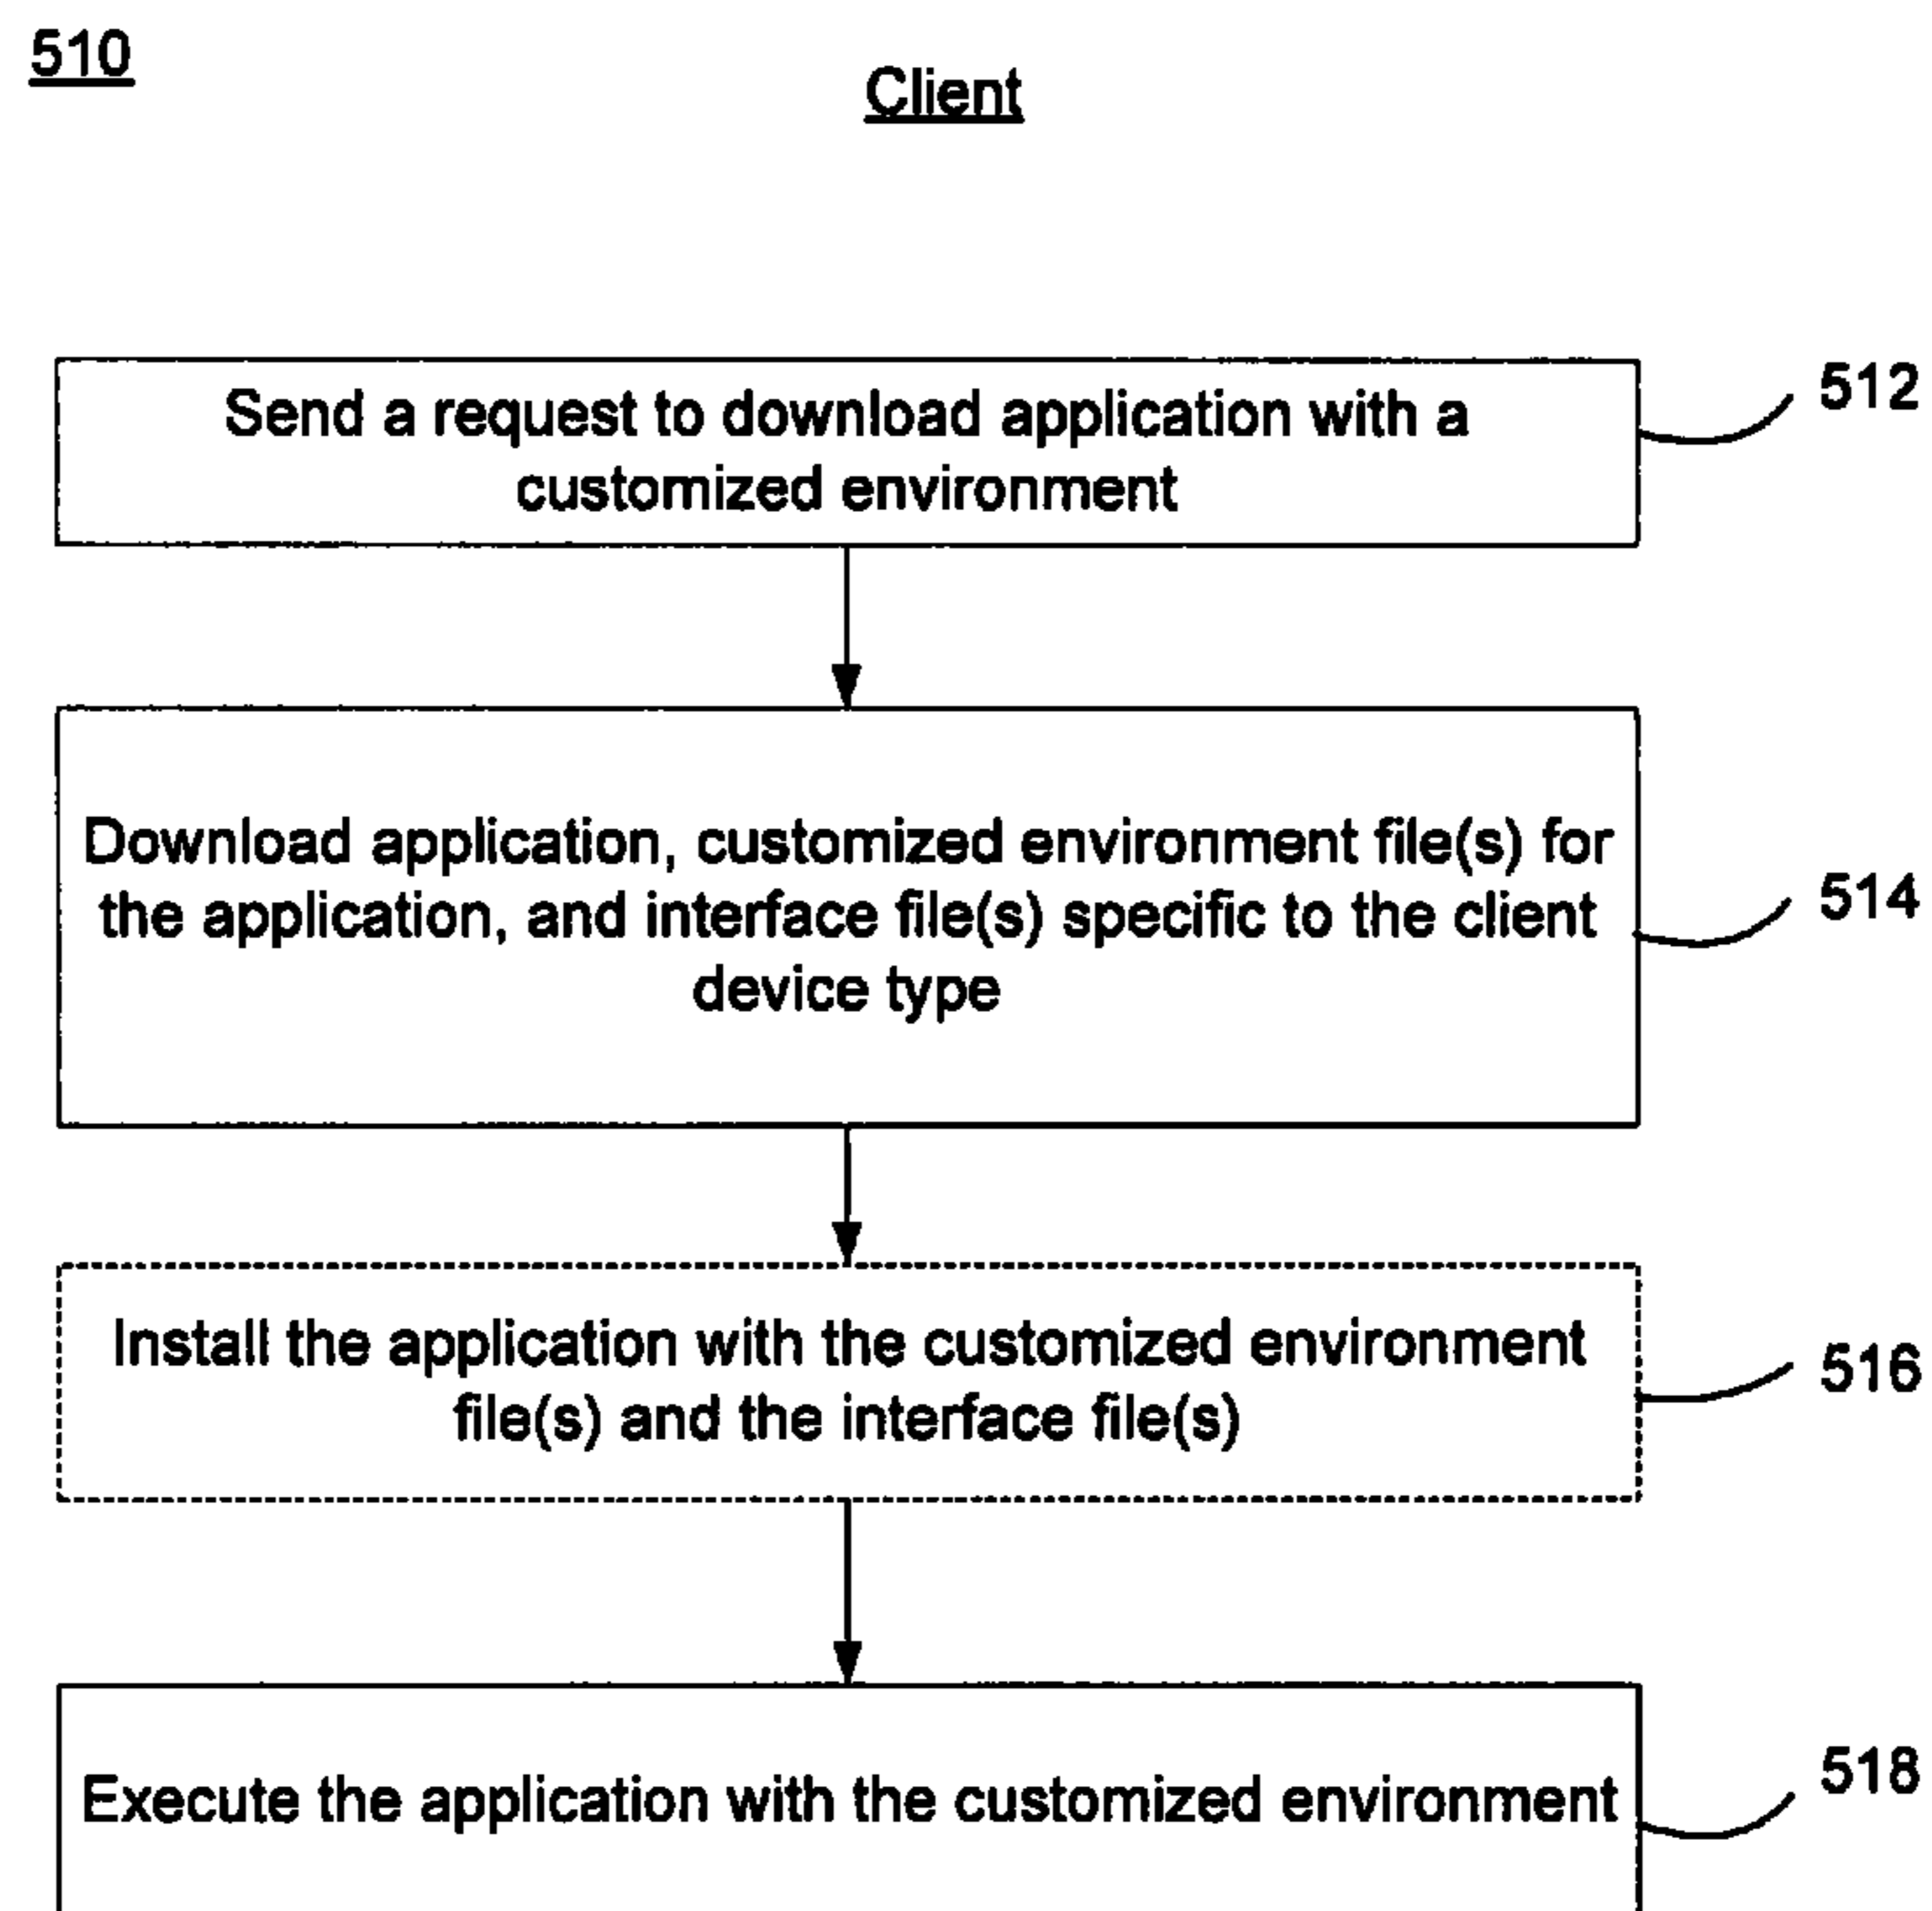 510
Client
Send a request to download application with a
customized environment
512
Download application, customized environment file(s) for
the application, and interface file(s) specific to the client
device type
514
Install the application with the customized environment
file(s) and the interface file(s)
516
Execute the application with the customized environment
518